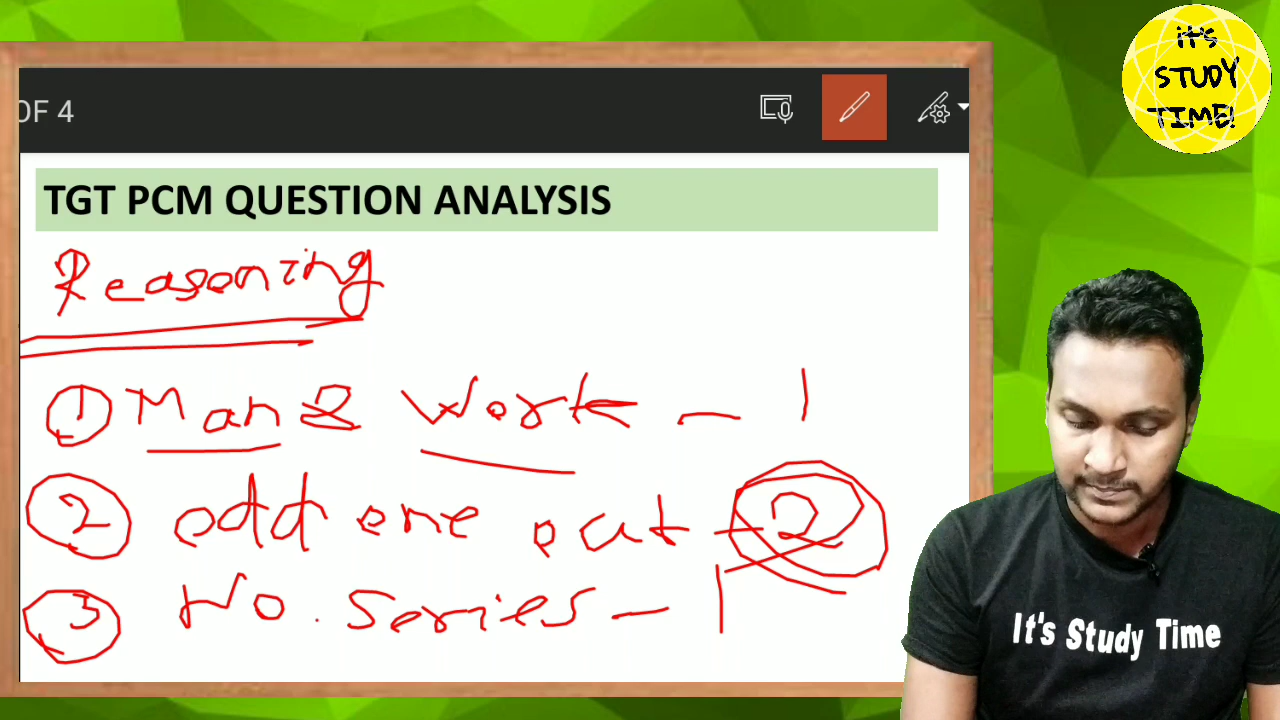 it's
STUDY
TIME!
OF 4
TGT PCM QUESTION ANALYSIS
Reasoning
1 Man & Work - 1
2 odd one out - 2
3 No. series - 1
It's Study Time